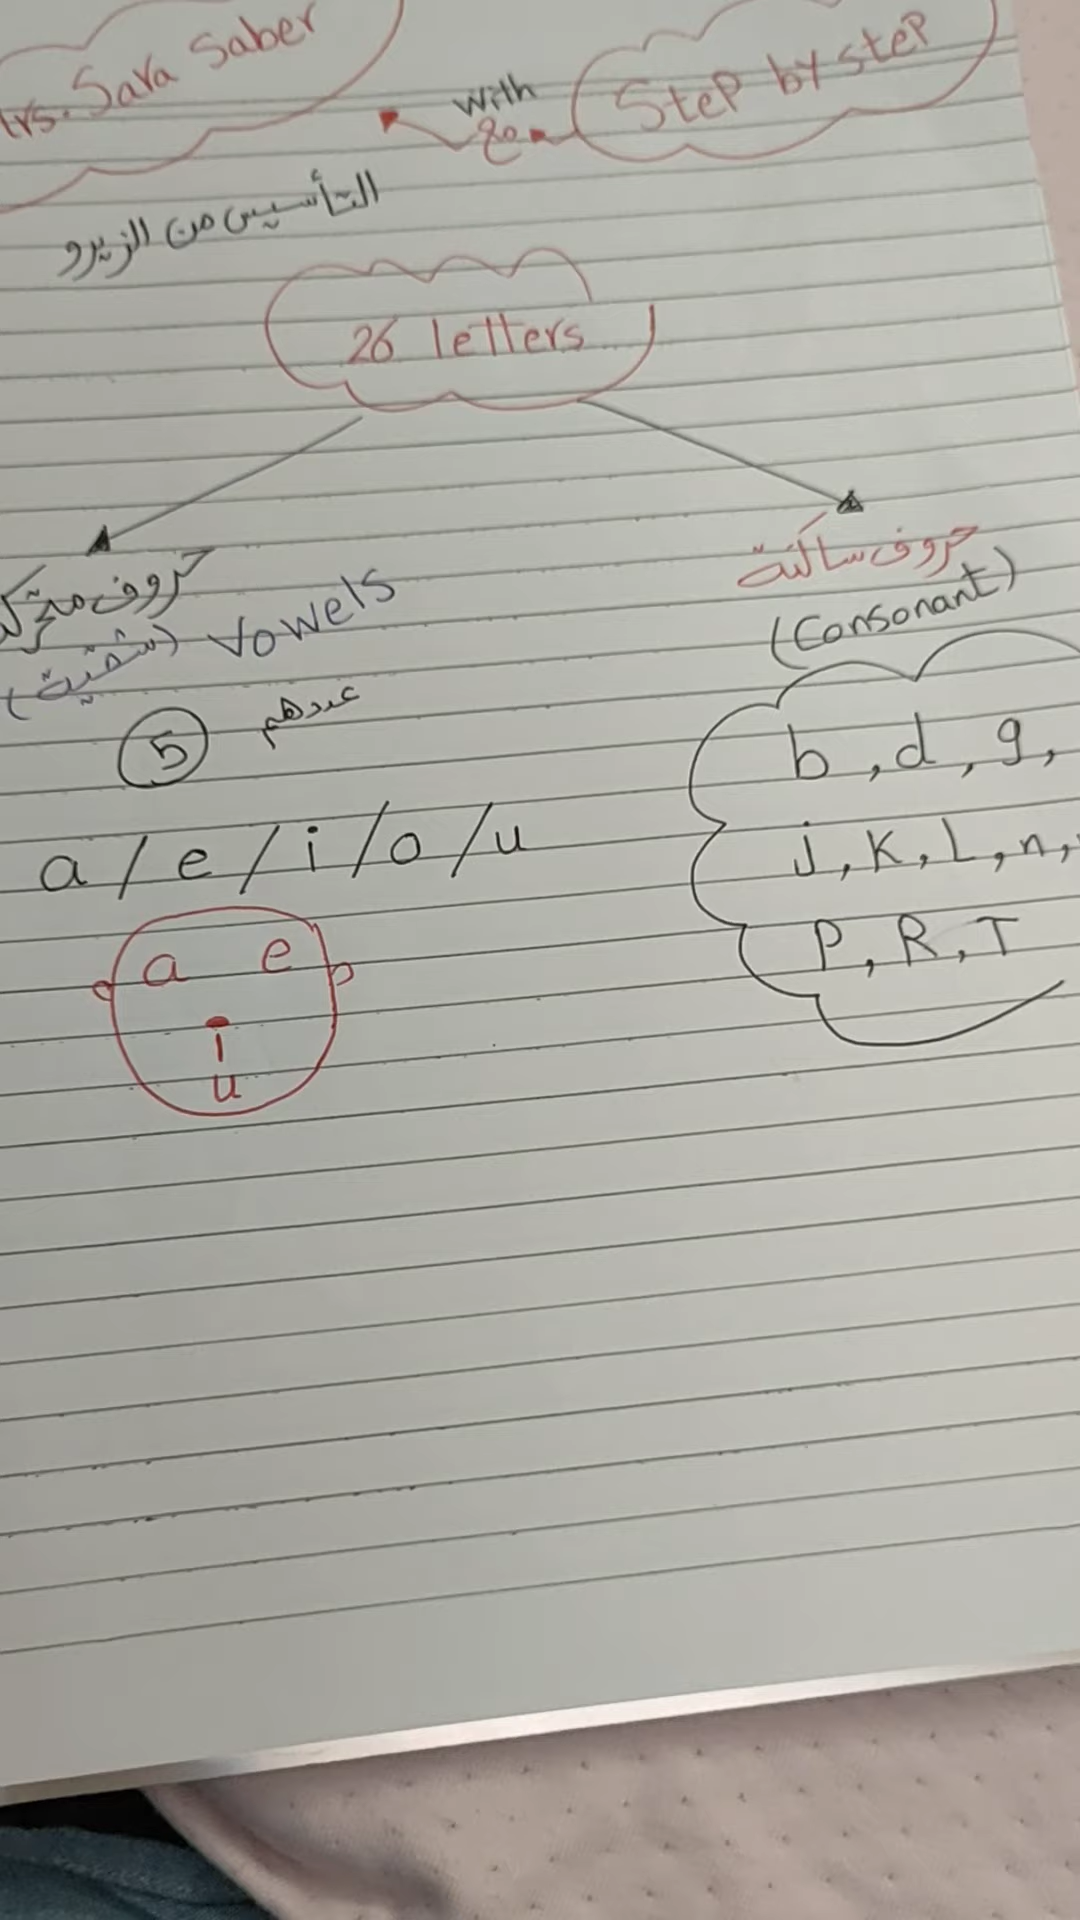 Mrs. Sara Saber
with
مع
Step by step
التأسيس من الزيرو
26 letters
حروف متحركة
(شقية) Vowels
عددهم 5
a / e / i / o / u
a e
i
u
حروف ساكنة
(Consonant)
b , d , g ,
j , K , L , n ,
P , R , T